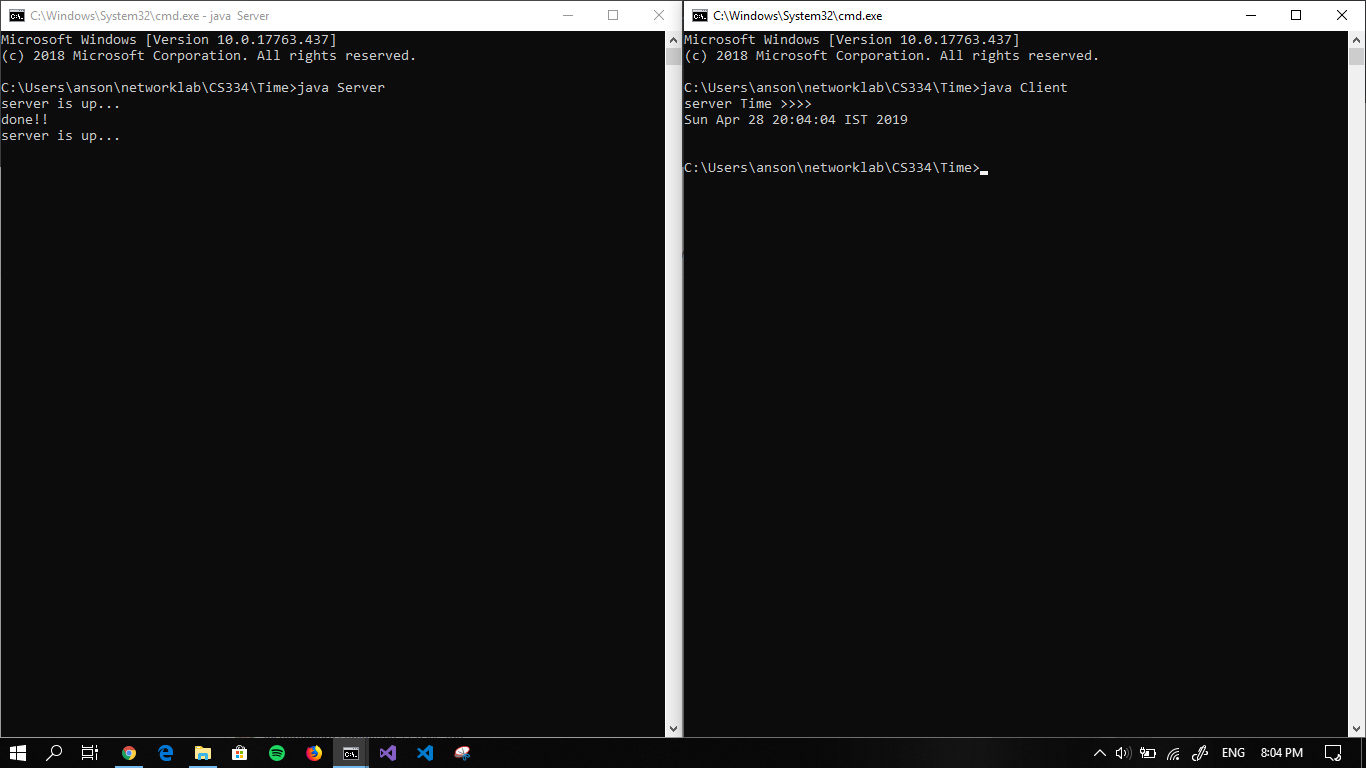 C:\Windows\System32\cmd.exe - java  Server
Microsoft Windows [Version 10.0.17763.437]
(c) 2018 Microsoft Corporation. All rights reserved.
C:\Users\anson\networklab\CS334\Time>java Server
server is up...
done!!
server is up...
C:\Windows\System32\cmd.exe
Microsoft Windows [Version 10.0.17763.437]
(c) 2018 Microsoft Corporation. All rights reserved.
C:\Users\anson\networklab\CS334\Time>java Client
server Time >>>>
Sun Apr 28 20:04:04 IST 2019
C:\Users\anson\networklab\CS334\Time>
ENG 8:04 PM